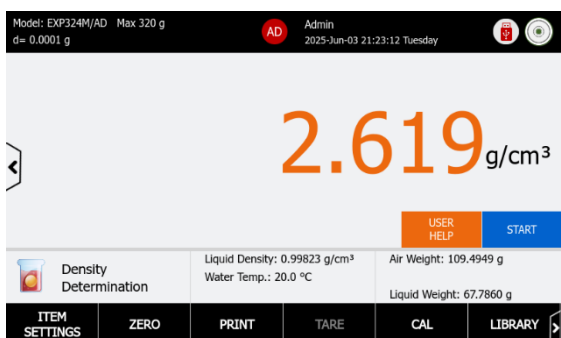 Model: EXP324M/AD Max 320 g
d= 0.0001 g
AD
Admin
2025-Jun-03 21:23:12 Tuesday
2.619 g/cm³
USER
HELP
START
Density
Determination
Liquid Density: 0.99823 g/cm³
Water Temp.: 20.0 °C
Air Weight: 109.4949 g
Liquid Weight: 67.7860 g
ITEM
SETTINGS
ZERO
PRINT
TARE
CAL
LIBRARY